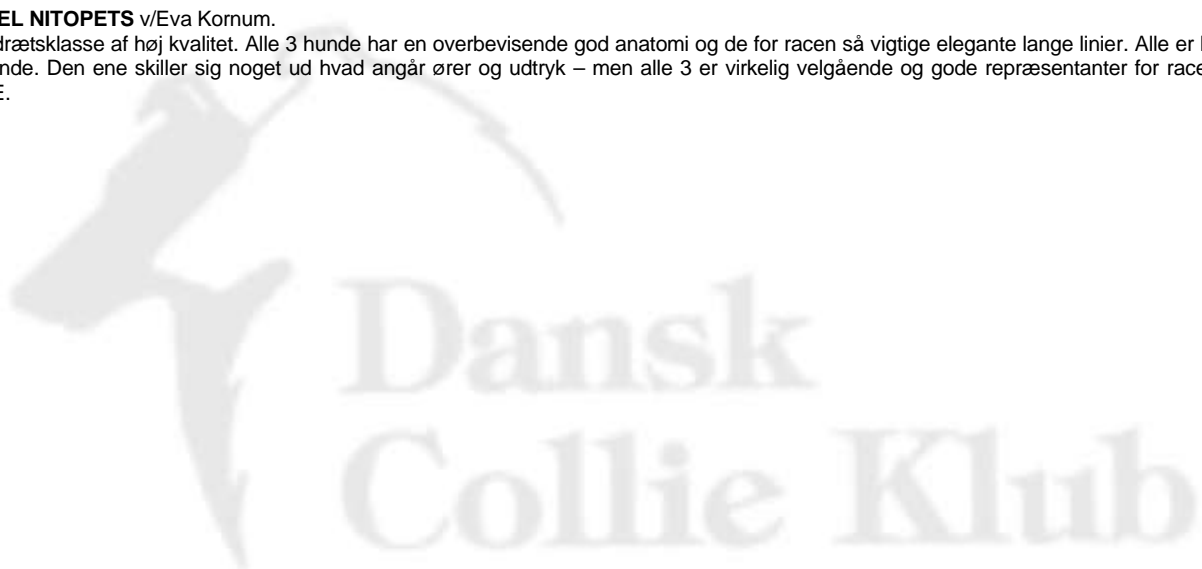 EL NITOPETS v/Eva Kornum.
drætsklasse af høj kvalitet. Alle 3 hunde har en overbevisende god anatomi og de for racen så vigtige elegante lange linier. Alle er
nde. Den ene skiller sig noget ud hvad angår ører og udtryk – men alle 3 er virkelig velgående og gode repræsentanter for race
E.
Dansk
Collie Klub